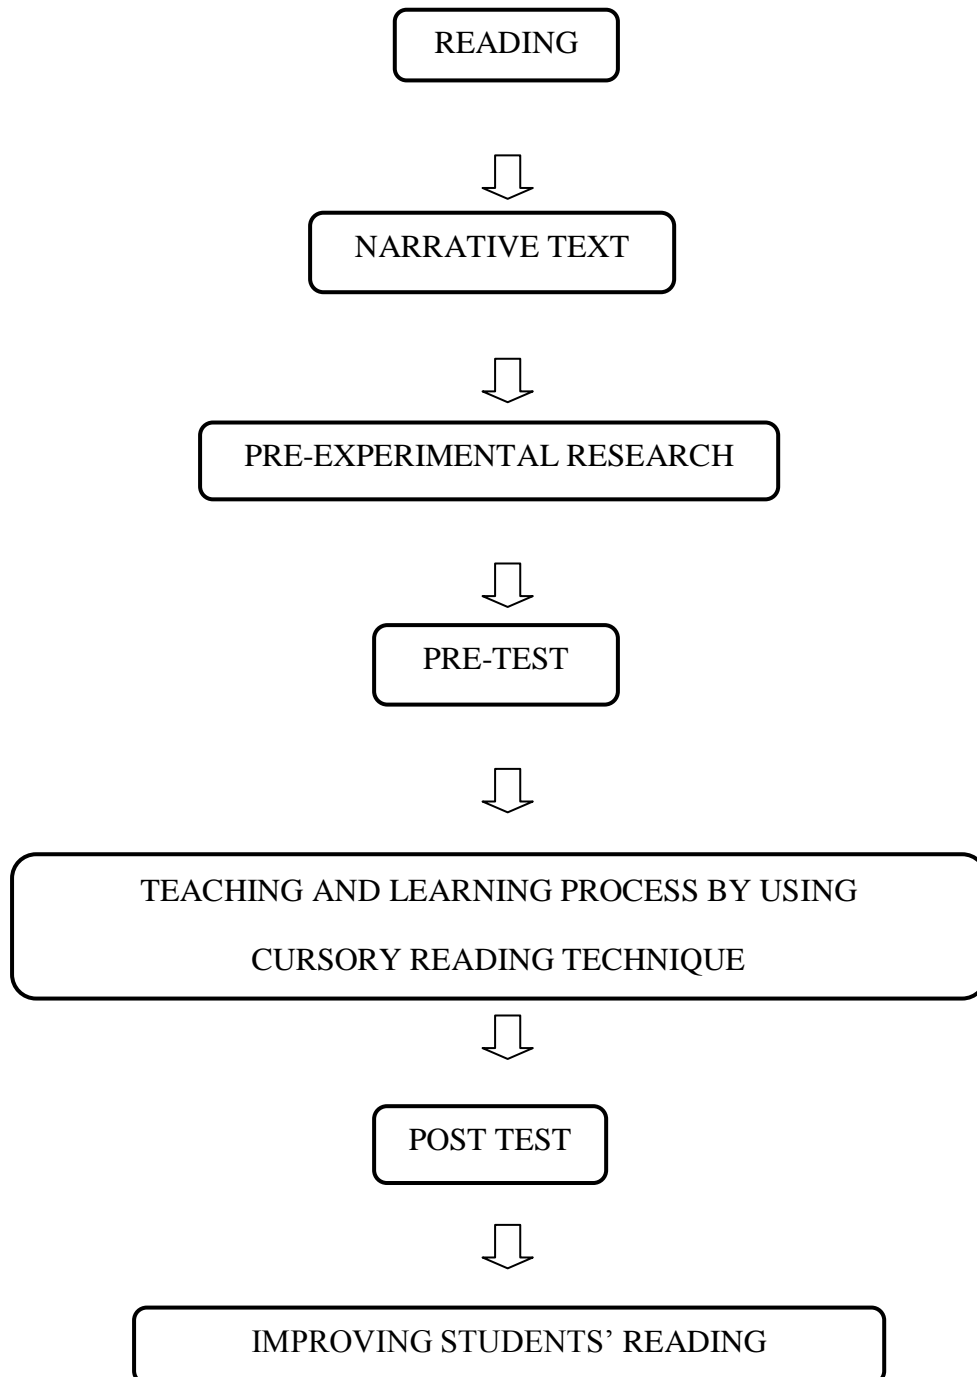 READING
NARRATIVE TEXT
PRE-EXPERIMENTAL RESEARCH
PRE-TEST
TEACHING AND LEARNING PROCESS BY USING
CURSORY READING TECHNIQUE
POST TEST
IMPROVING STUDENTS’ READING